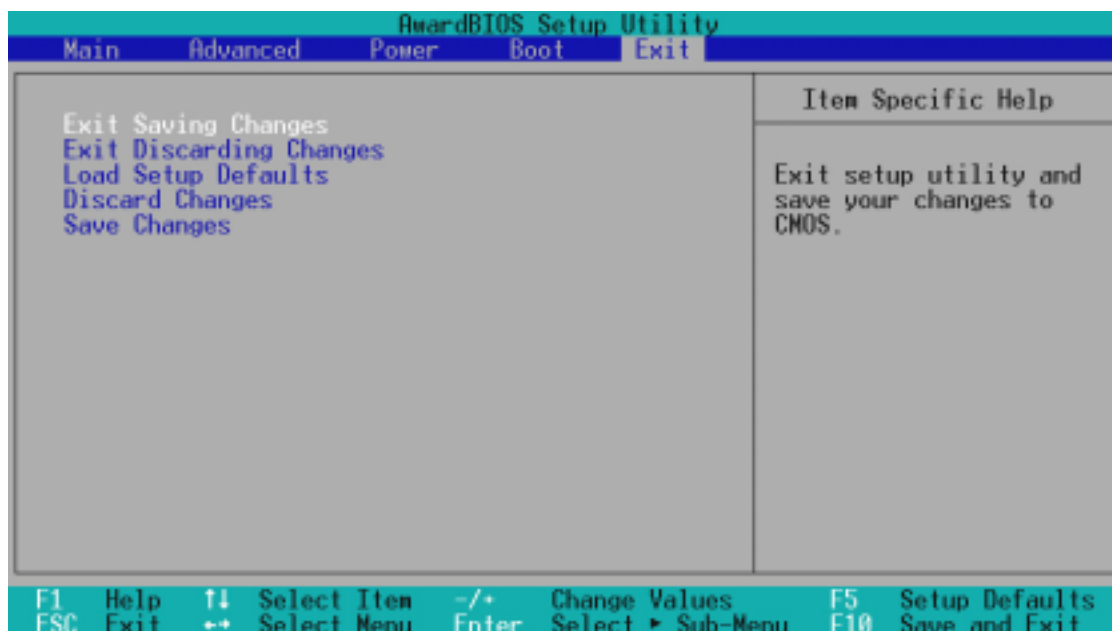 AwardBIOS Setup Utility
Main Advanced Power Boot Exit
Exit Saving Changes
Exit Discarding Changes
Load Setup Defaults
Discard Changes
Save Changes
Item Specific Help
Exit setup utility and
save your changes to
CMOS.
F1 Help ↑↓ Select Item -/+ Change Values F5 Setup Defaults
ESC Exit ←→ Select Menu Enter Select ► Sub-Menu F10 Save and Exit